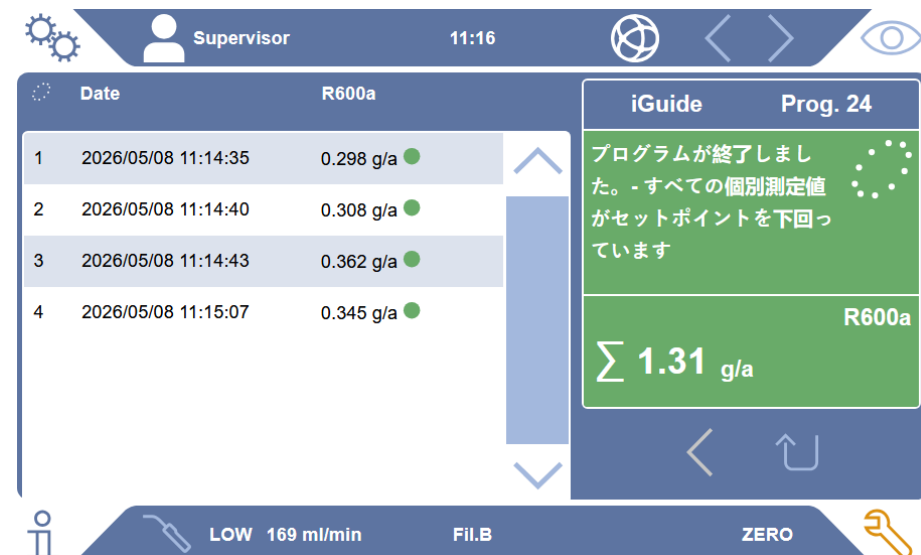 Supervisor 11:16
Date R600a
1 2026/05/08 11:14:35 0.298 g/a
2 2026/05/08 11:14:40 0.308 g/a
3 2026/05/08 11:14:43 0.362 g/a
4 2026/05/08 11:15:07 0.345 g/a
iGuide Prog. 24
プログラムが終了しまし
た。- すべての個別測定値
がセットポイントを下回っ
ています
R600a
∑ 1.31 g/a
LOW 169 ml/min Fil.B ZERO